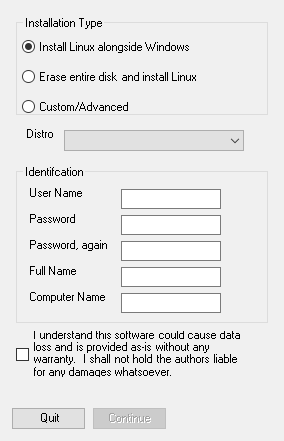 Installation Type
Install Linux alongside Windows
Erase entire disk and install Linux
Custom/Advanced
Distro
Identifcation
User Name
Password
Password, again
Full Name
Computer Name
I understand this software could cause data
loss and is provided as-is without any
warranty. I shall not hold the authors liable
for any damages whatsoever.
Quit
Continue